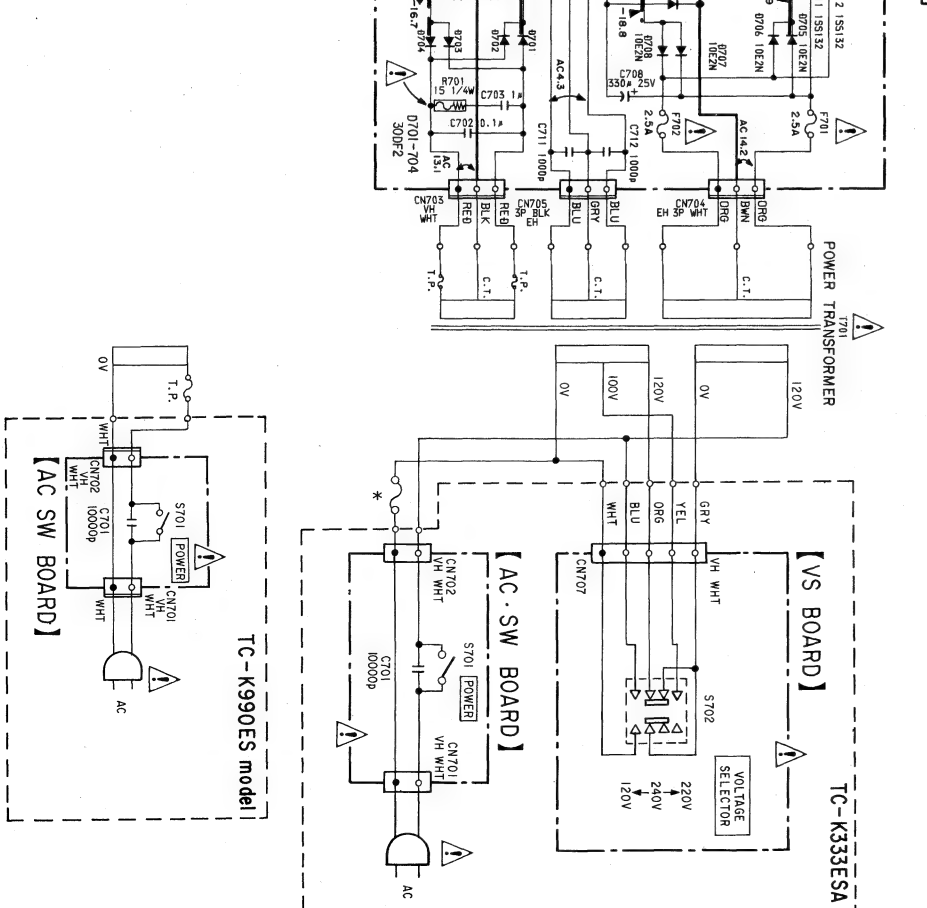 -16.7
D704
D703
D702
D701
R701
15 1/4W
C703 1µ
C702 0.1µ
D701-704
30DF2
AC
13.1
AC4.3
C711 1000p
C712 1000p
-18.8
D708
10E2N
D707
10E2N
C708
330µ 25V
D706 10E2N
D705 10E2N
1 1SS132
2 1SS132
F702
2.5A
AC14.2
F701
2.5A
CN703
VH
WHT
RED
BLK
RED
CN705
3P BLK
EH
BLU
GRY
BLU
CN704
EH 3P WHT
ORG
BWN
ORG
T.P.
C.T.
T.P.
C.T.
C.T.
T701
POWER TRANSFORMER
0V
T.P.
WHT
CN702
VH
WHT
C701
10000p
S701
POWER
CN701
VH
WHT
WHT
AC
【AC SW BOARD】
TC-K990ES model
0V
100V
120V
0V
120V
*
WHT
BLU
ORG
YEL
GRY
CN707
VH WHT
【VS BOARD】
S702
VOLTAGE
SELECTOR
220V
240V
120V
CN702
VH WHT
【AC·SW BOARD】
S701
POWER
C701
10000p
CN701
VH WHT
AC
TC-K333ESA